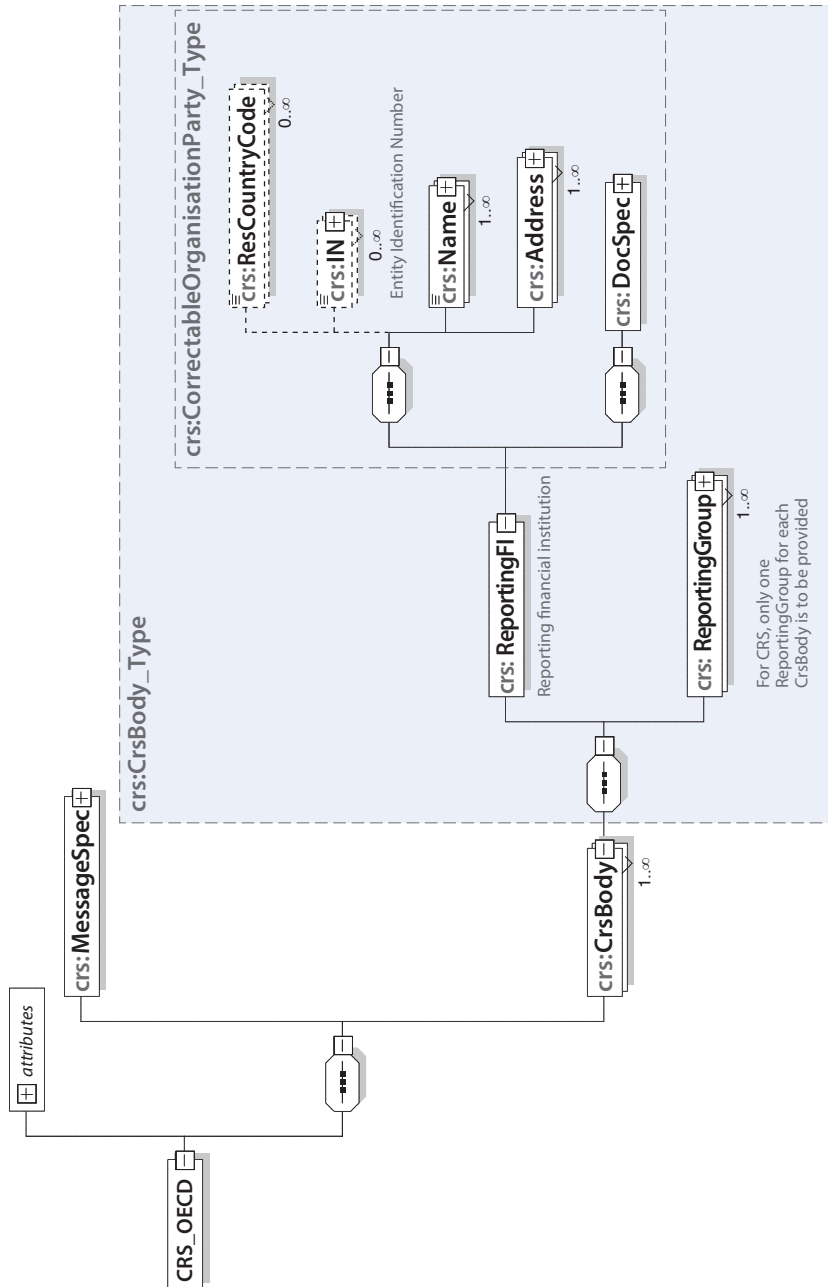 CRS_OECD
attributes
crs:MessageSpec
crs:CrsBody
1..∞
crs:CrsBody_Type
crs:ReportingFI
Reporting financial institution
crs:CorrectableOrganisationParty_Type
crs:ResCountryCode
0..∞
crs:IN
0..∞
Entity Identification Number
crs:Name
1..∞
crs:Address
1..∞
crs:DocSpec
crs:ReportingGroup
1..∞
For CRS, only one
ReportingGroup for each
CrsBody is to be provided